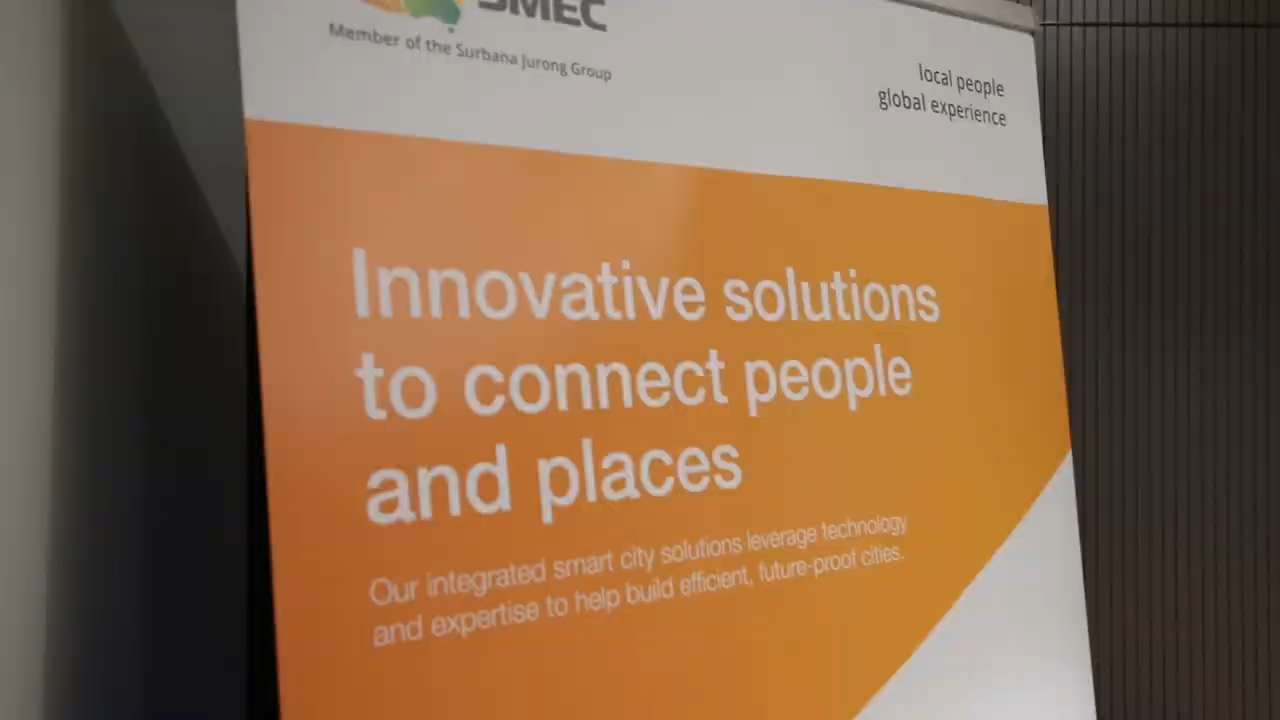 SMEC
Member of the Surbana Jurong Group
local people
global experience
Innovative solutions
to connect people
and places
Our integrated smart city solutions leverage technology
and expertise to help build efficient, future-proof cities.